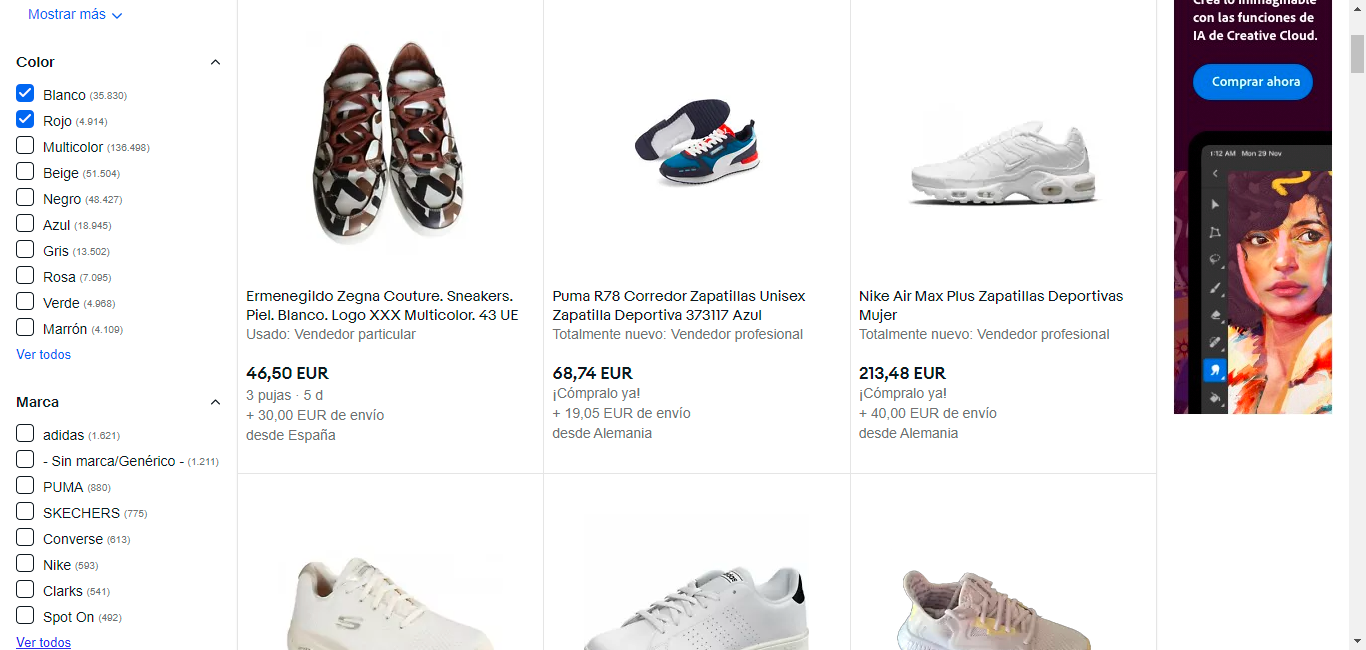 Mostrar más
Color
Blanco (35.830)
Rojo (4.914)
Multicolor (136.498)
Beige (51.504)
Negro (48.427)
Azul (18.945)
Gris (13.502)
Rosa (7.095)
Verde (4.968)
Marrón (4.109)
Ver todos
Marca
adidas (1.621)
- Sin marca/Genérico - (1.211)
PUMA (880)
SKECHERS (775)
Converse (613)
Nike (593)
Clarks (541)
Spot On (492)
Ver todos
Ermenegildo Zegna Couture. Sneakers.
Piel. Blanco. Logo XXX Multicolor. 43 UE
Usado: Vendedor particular
46,50 EUR
3 pujas · 5 d
+ 30,00 EUR de envío
desde España
Puma R78 Corredor Zapatillas Unisex
Zapatilla Deportiva 373117 Azul
Totalmente nuevo: Vendedor profesional
68,74 EUR
¡Cómpralo ya!
+ 19,05 EUR de envío
desde Alemania
Nike Air Max Plus Zapatillas Deportivas
Mujer
Totalmente nuevo: Vendedor profesional
213,48 EUR
¡Cómpralo ya!
+ 40,00 EUR de envío
desde Alemania
Crea lo inimaginable
con las funciones de
IA de Creative Cloud.
Comprar ahora
1:12 AM Mon 29 Nov